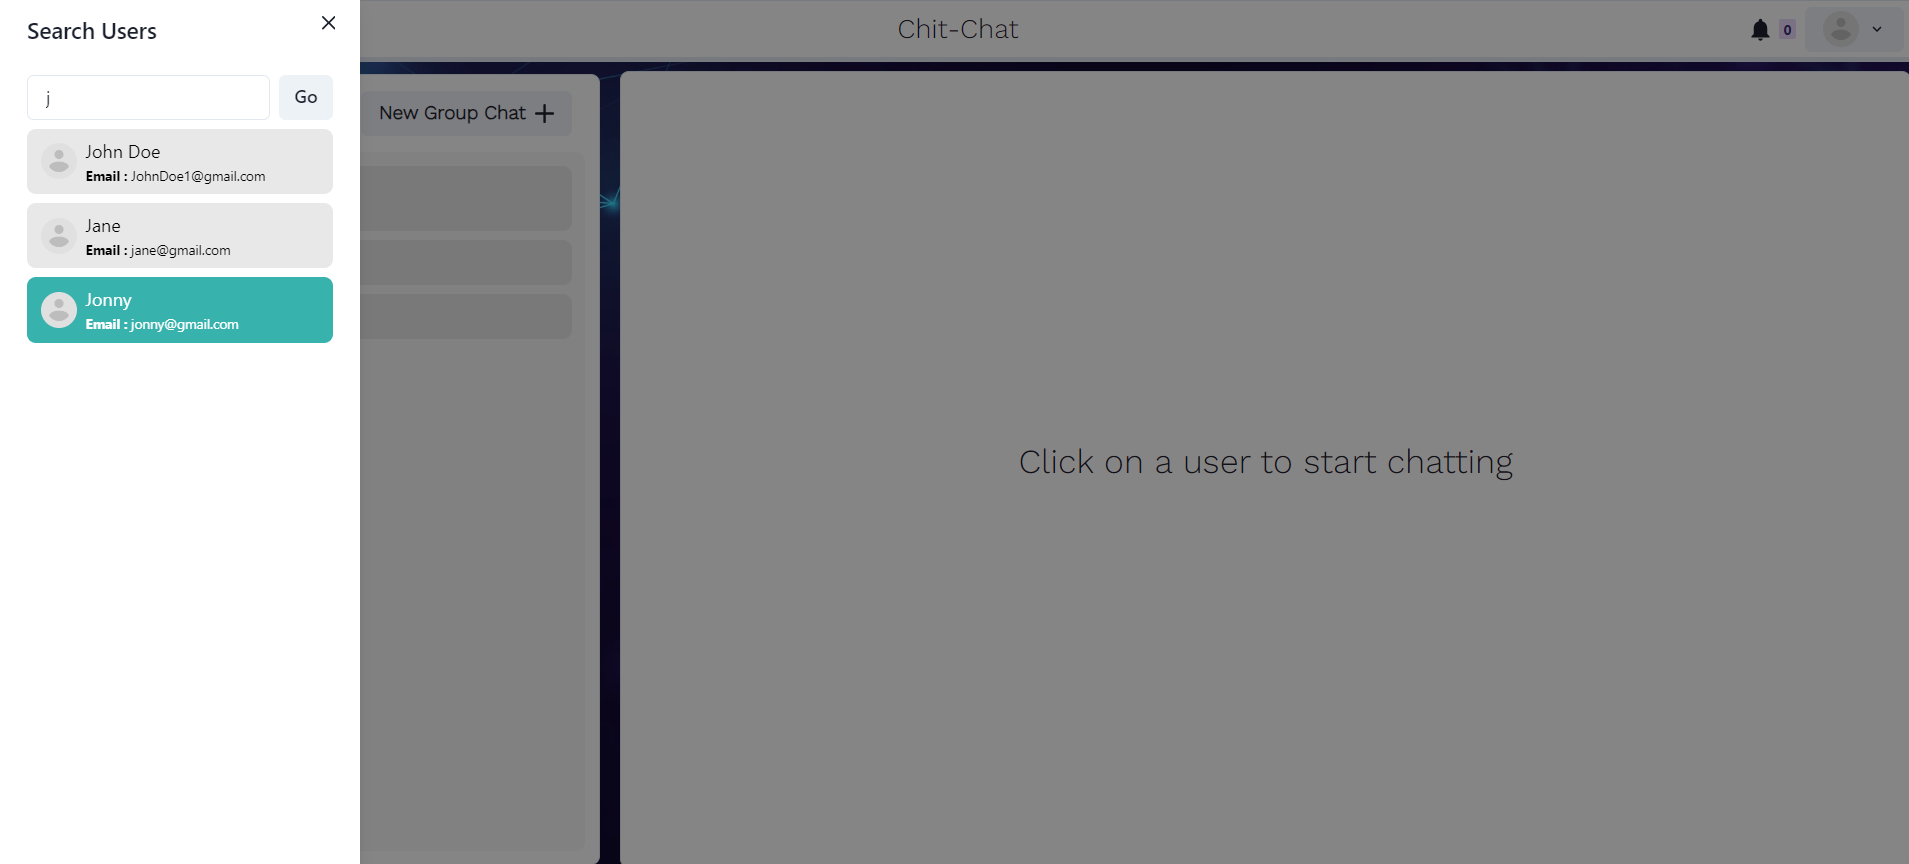 Search Users
j
Go
John Doe
Email : JohnDoe1@gmail.com
Jane
Email : jane@gmail.com
Jonny
Email : jonny@gmail.com
Chit-Chat
0
New Group Chat
Click on a user to start chatting